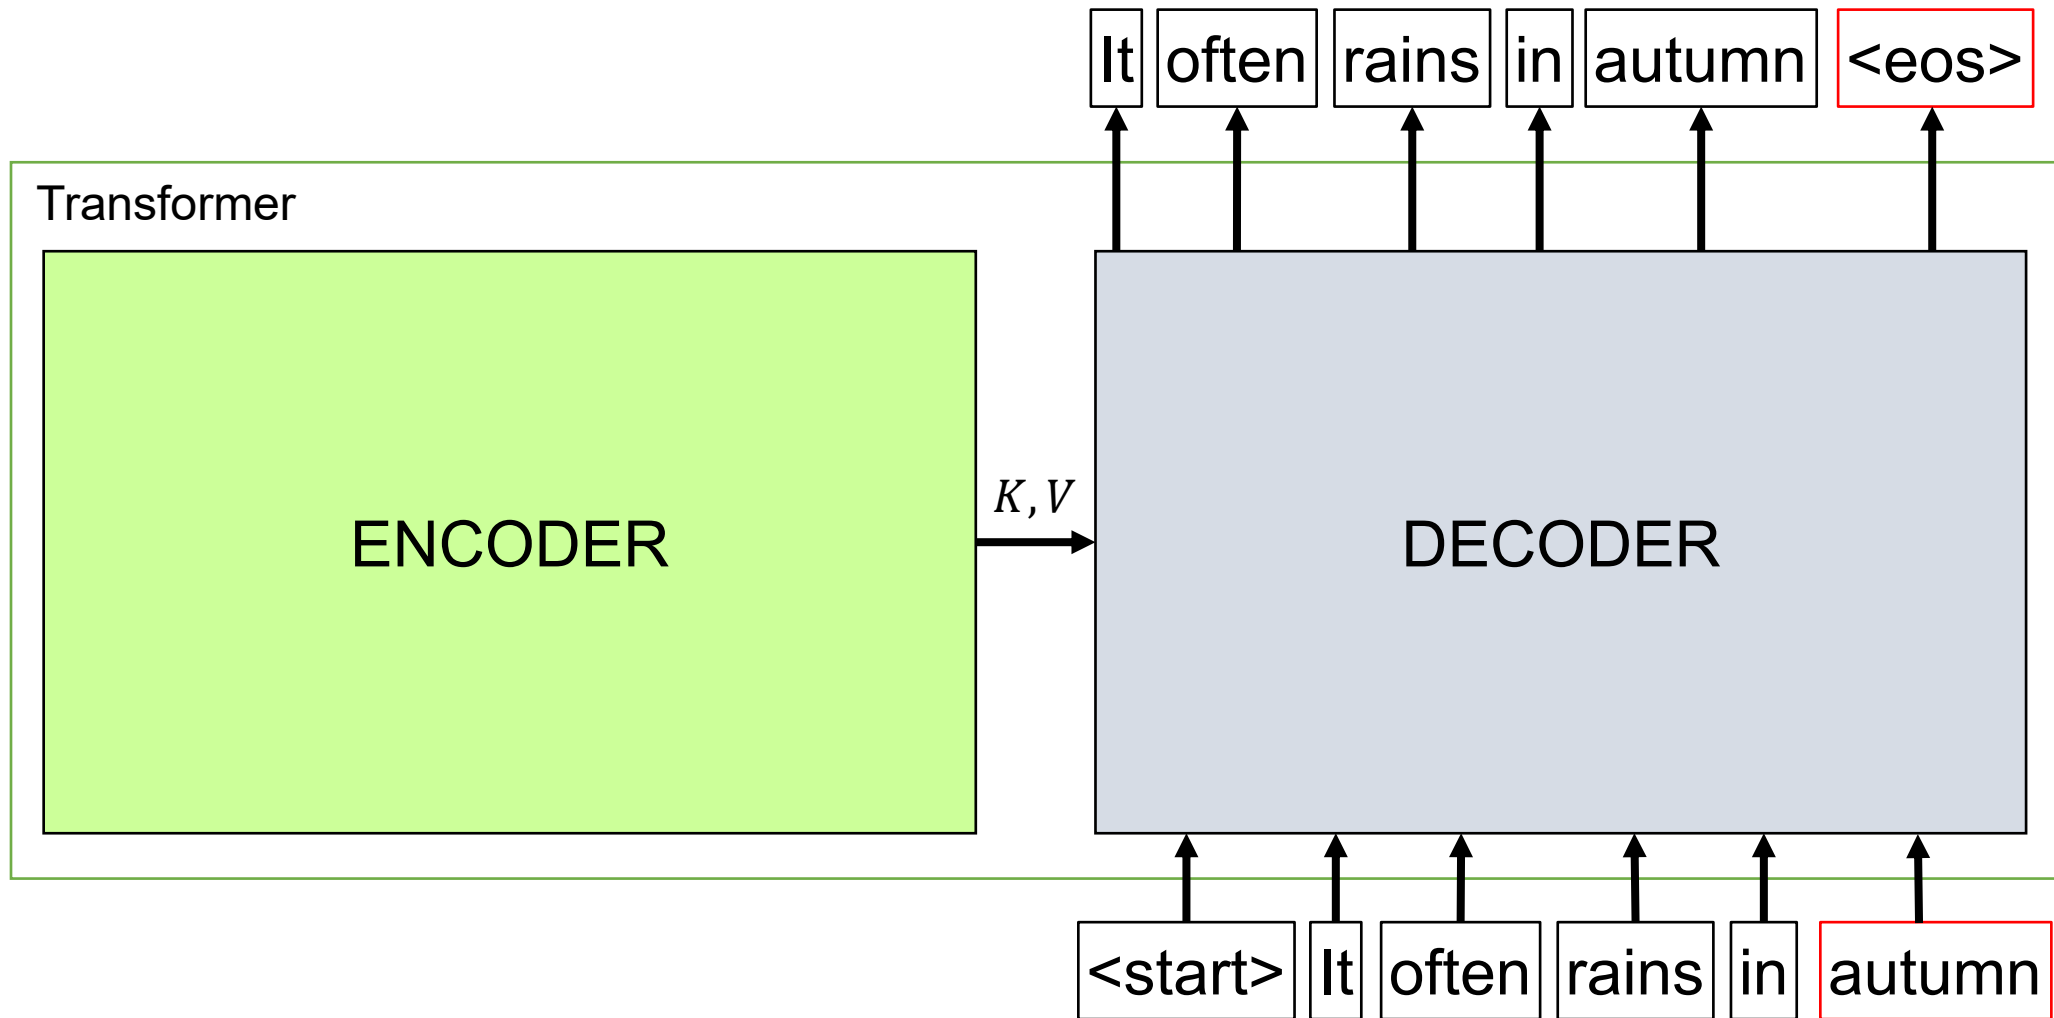 It often rains in autumn <eos>
Transformer
ENCODER
K, V
DECODER
<start> It often rains in autumn